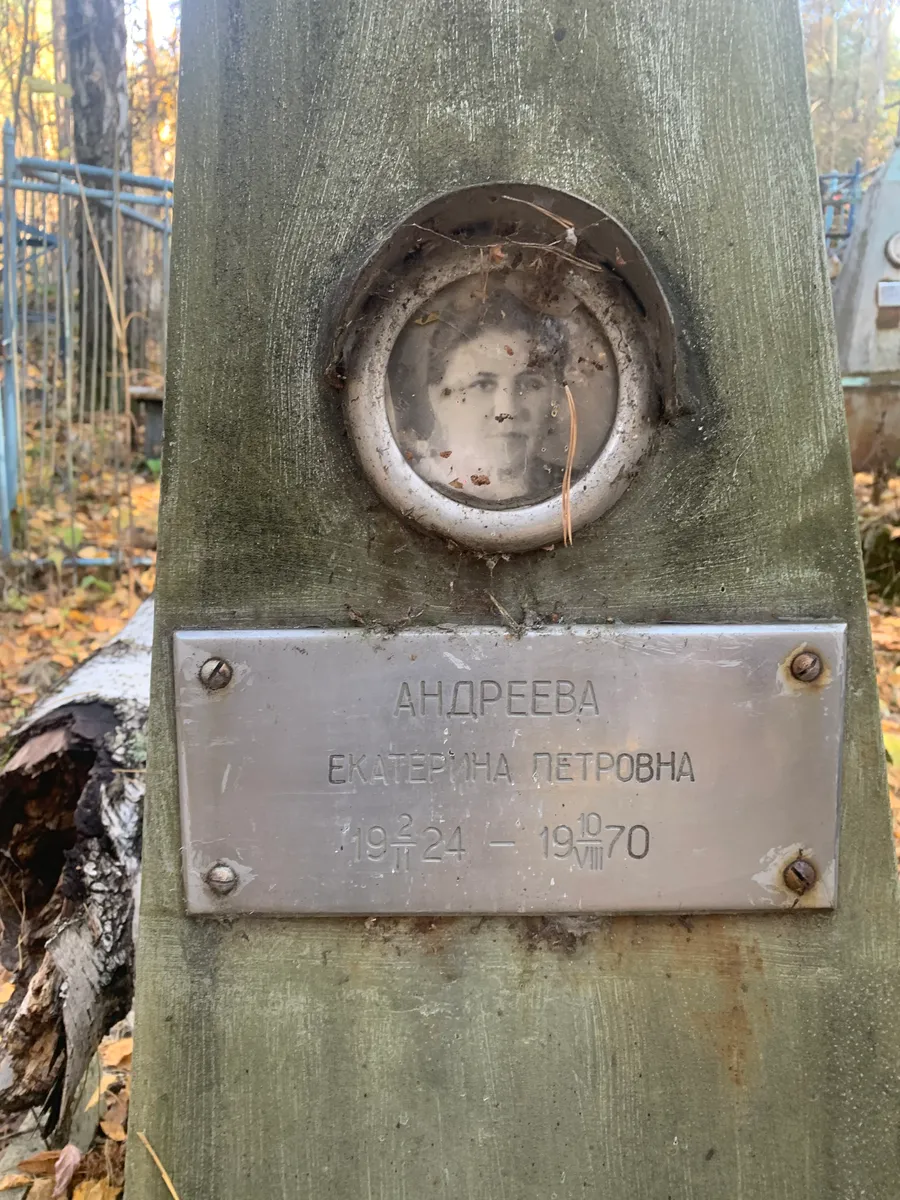 АНДРЕЕВА
ЕКАТЕРИНА ПЕТРОВНА
19 2/II 24 – 19 10/VIII 70